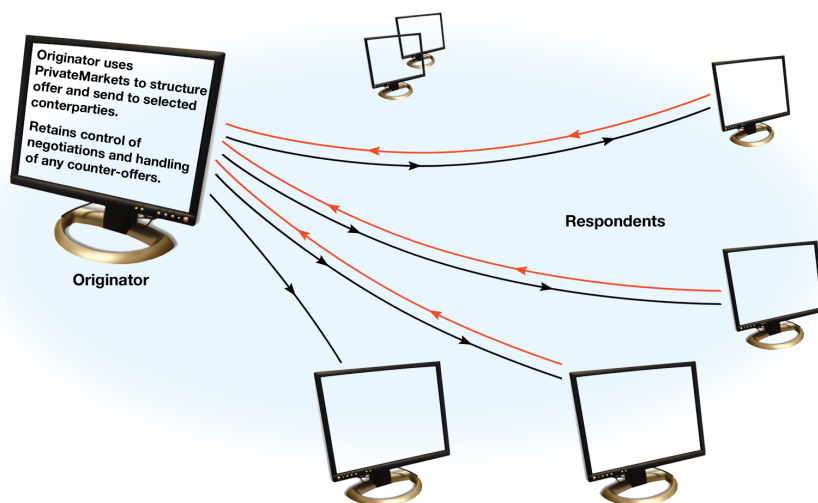 Originator uses
PrivateMarkets to structure
offer and send to selected
conterparties.
Retains control of
negotiations and handling
of any counter-offers.
Respondents
Originator